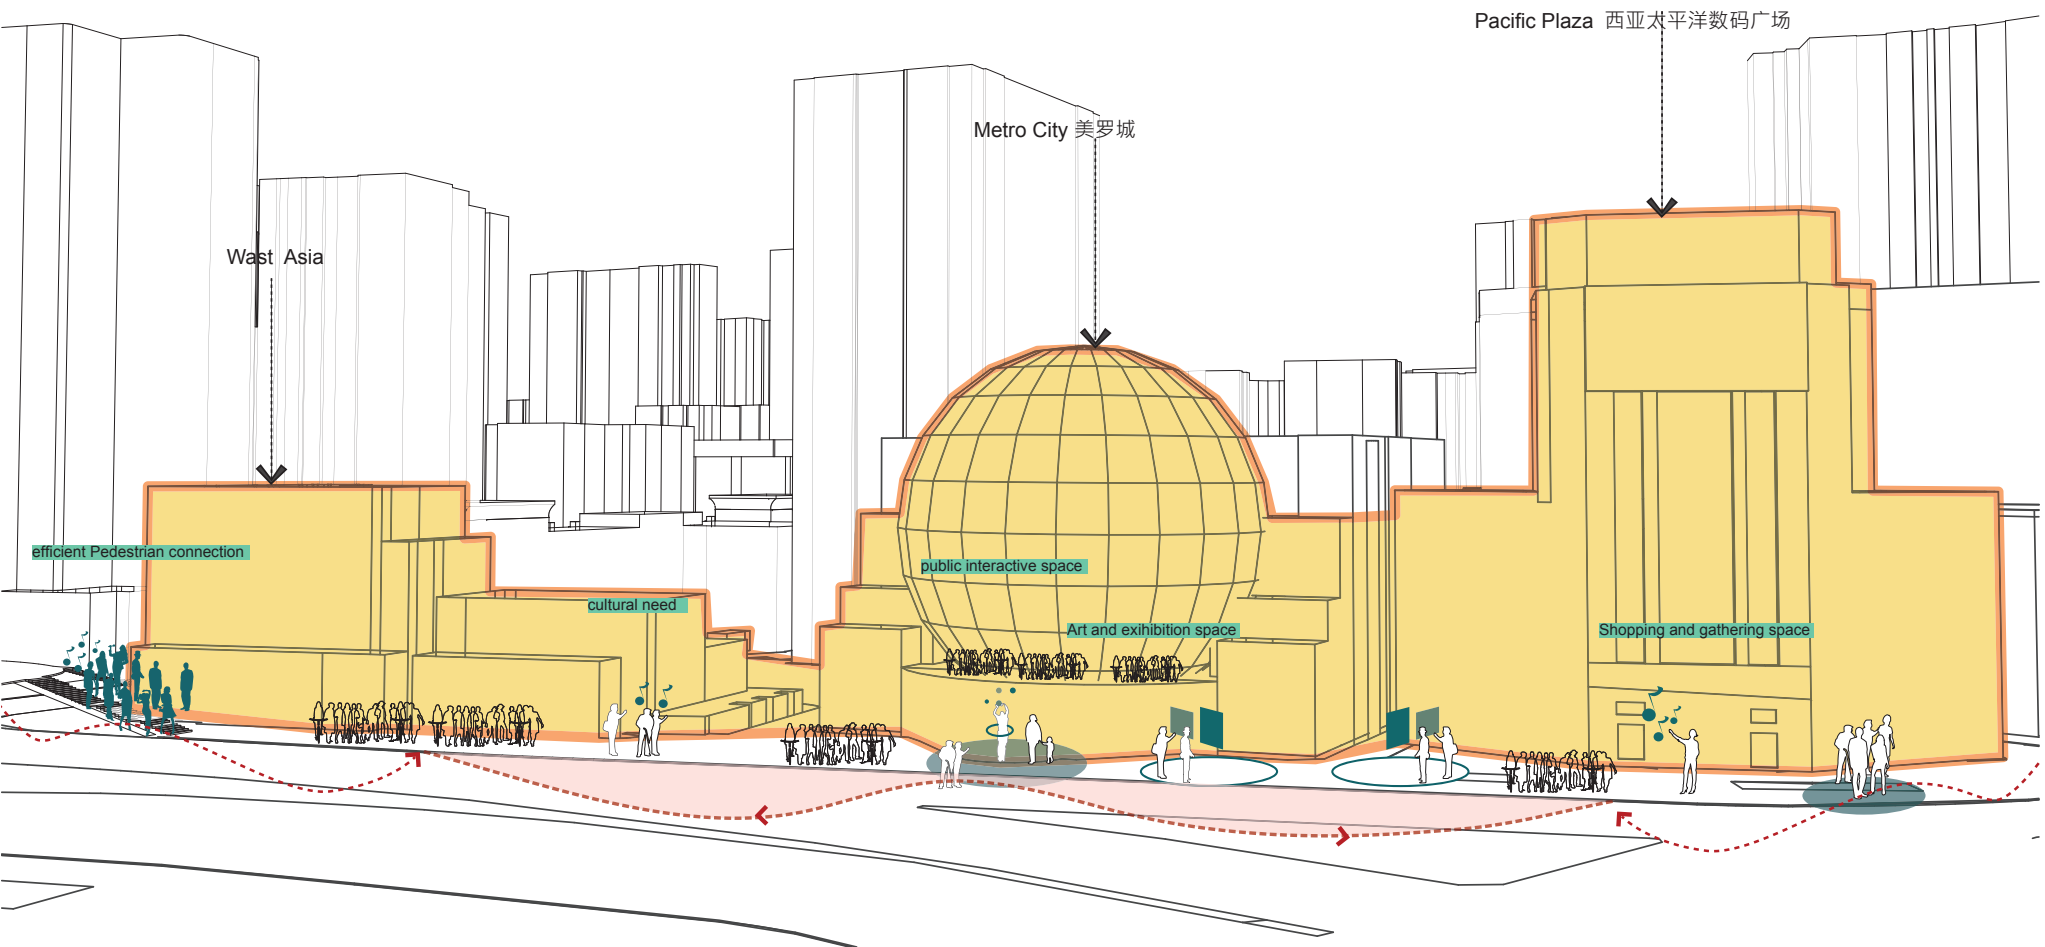 Pacific Plaza 西亚太平洋数码广场
Metro City 美罗城
Wast Asia
efficient Pedestrian connection
public interactive space
cultural need
Art and exihibition space
Shopping and gathering space